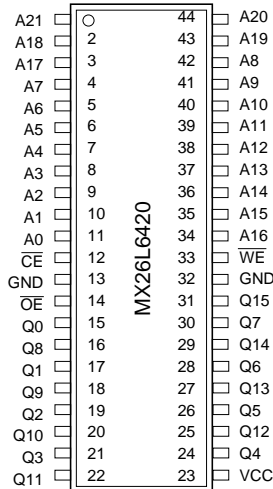 A21 44 A20
A18 2 43 A19
A17 3 42 A8
A7 4 41 A9
A6 5 40 A10
A5 6 39 A11
A4 7 38 A12
A3 8 37 A13
A2 9 36 A14
A1 10 35 A15
A0 11 34 A16
CE 12 33 WE
GND 13 32 GND
OE 14 31 Q15
Q0 15 30 Q7
Q8 16 29 Q14
Q1 17 28 Q6
Q9 18 27 Q13
Q2 19 26 Q5
Q10 20 25 Q12
Q3 21 24 Q4
Q11 22 23 VCC
MX26L6420